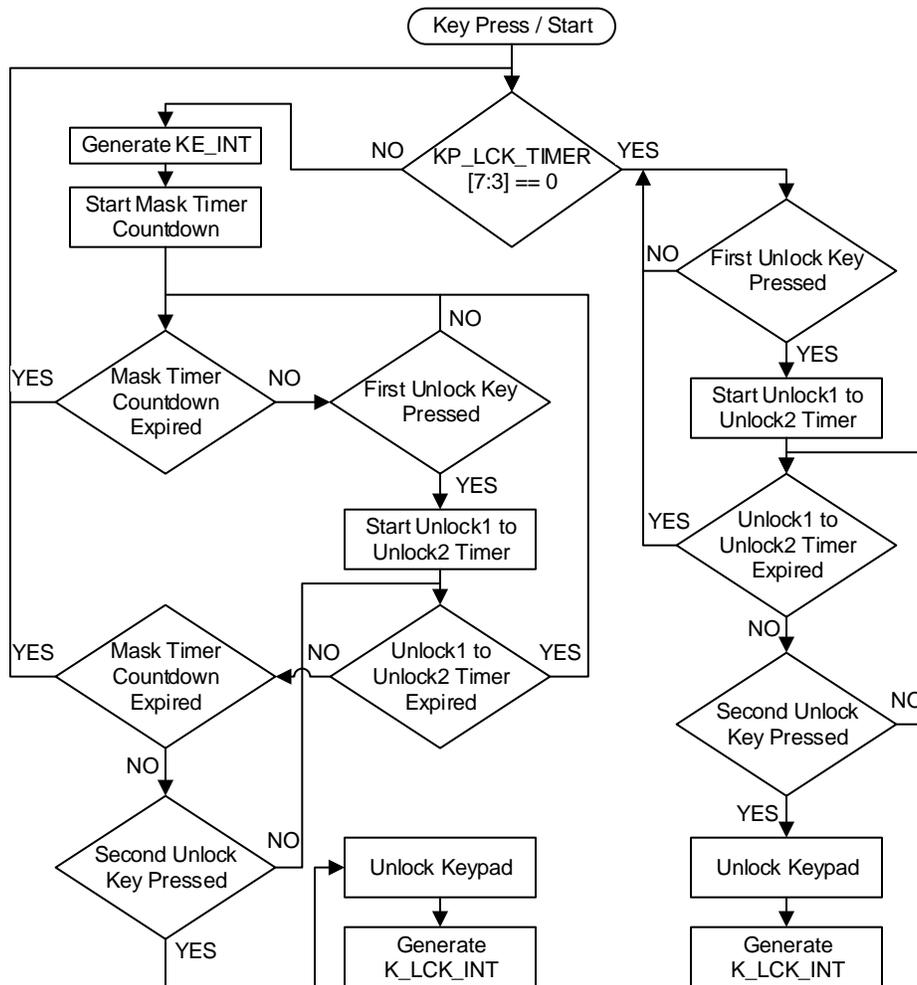 Key Press / Start
KP_LCK_TIMER
[7:3] == 0
NO
YES
Generate KE_INT
Start Mask Timer
Countdown
Mask Timer
Countdown
Expired
YES
NO
First Unlock Key
Pressed
NO
YES
Start Unlock1 to
Unlock2 Timer
Unlock1 to
Unlock2 Timer
Expired
NO
YES
Mask Timer
Countdown
Expired
YES
NO
Second Unlock
Key Pressed
NO
YES
Unlock Keypad
Generate
K_LCK_INT
First Unlock Key
Pressed
NO
YES
Start Unlock1 to
Unlock2 Timer
Unlock1 to
Unlock2 Timer
Expired
YES
NO
Second Unlock
Key Pressed
NO
YES
Unlock Keypad
Generate
K_LCK_INT